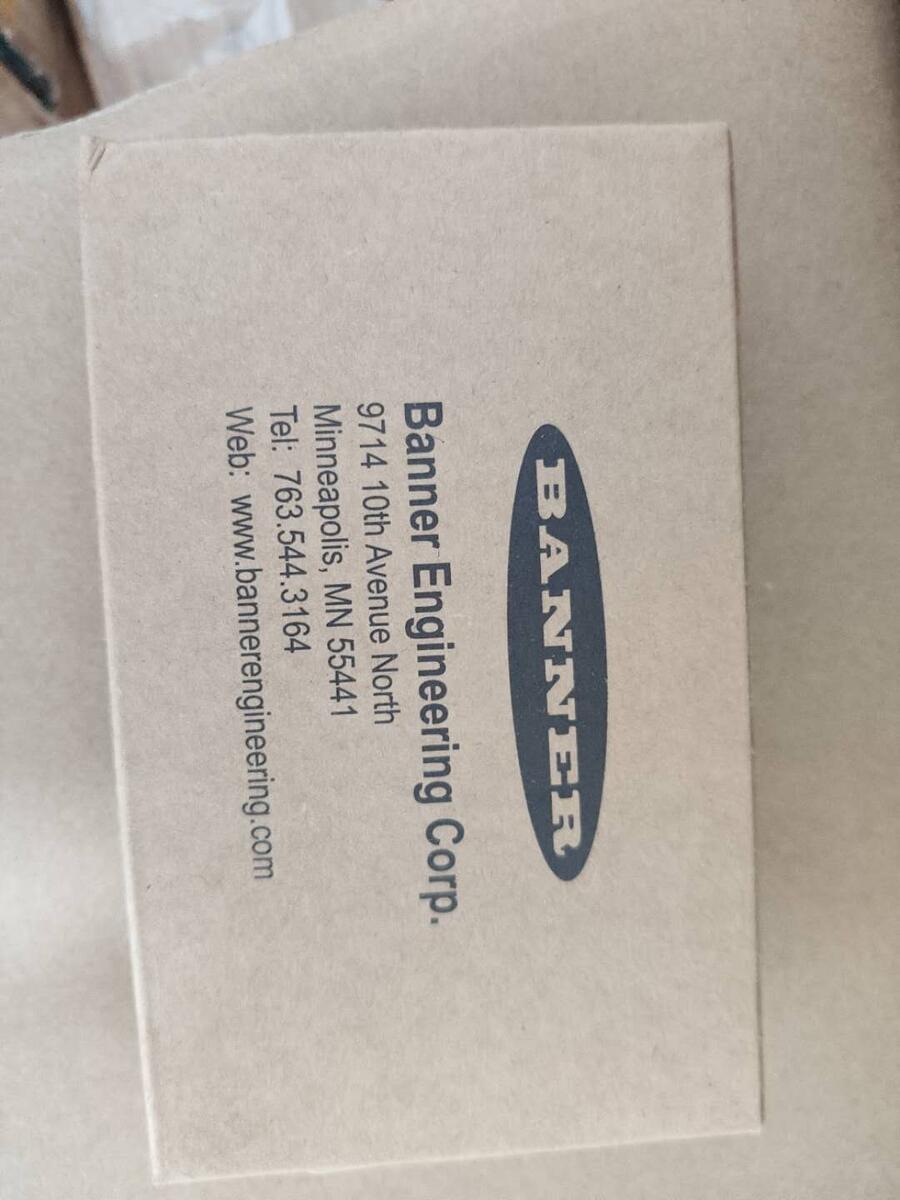 BANNER
Banner Engineering Corp.
9714 10th Avenue North
Minneapolis, MN 55441
Tel: 763.544.3164
Web: www.bannerengineering.com